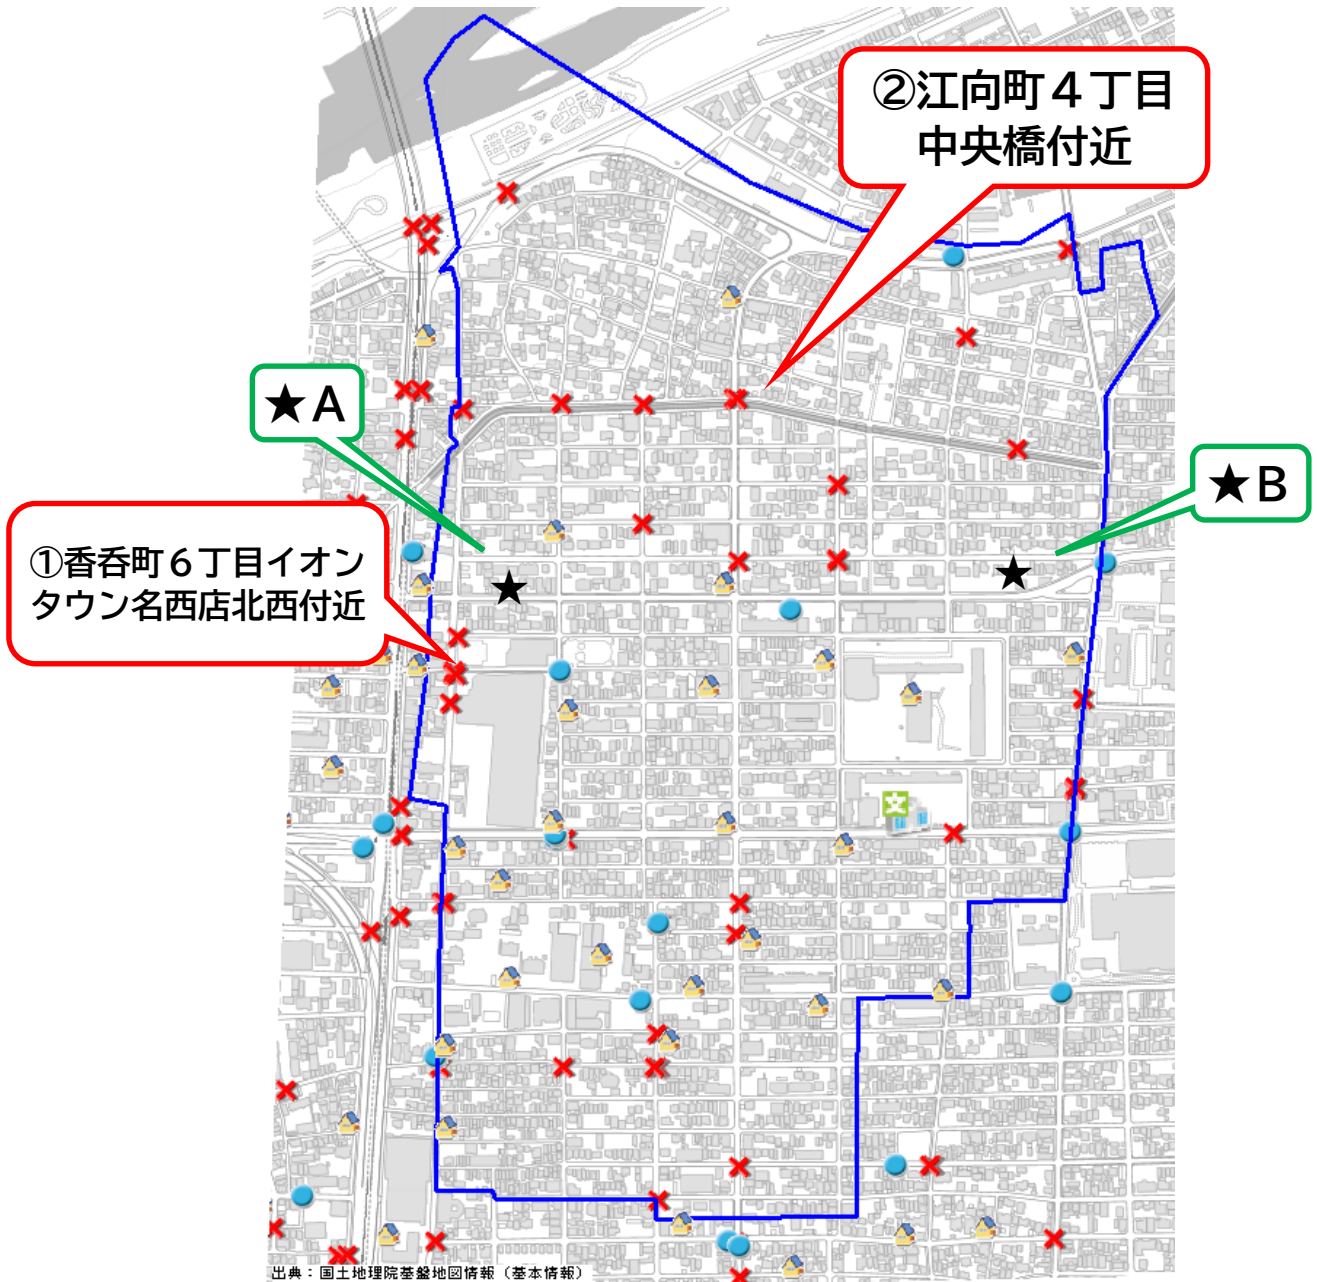 ②江向町４丁目
中央橋付近
★A
★B
①香呑町６丁目イオン
タウン名西店北西付近
文
出典：国土地理院基盤地図情報（基本情報）